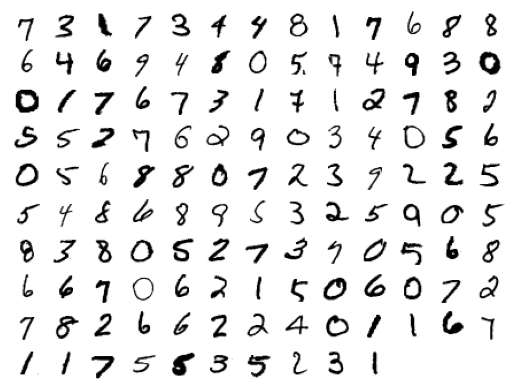 7 3 1 7 3 4 4 8 1 7 6 8 8
6 4 6 9 4 8 0 5 7 4 9 3 0
0 1 7 6 7 3 1 7 1 2 7 8 2
5 5 2 7 6 2 9 0 3 4 0 5 6
0 5 6 8 8 0 7 2 3 9 2 2 5
5 4 8 6 8 9 5 3 2 5 9 0 5
8 3 8 0 5 2 7 3 9 0 5 6 8
6 6 7 0 6 2 1 5 0 6 0 7 2
7 8 2 6 6 2 2 4 0 1 1 6 7
1 1 7 5 8 3 5 2 3 1